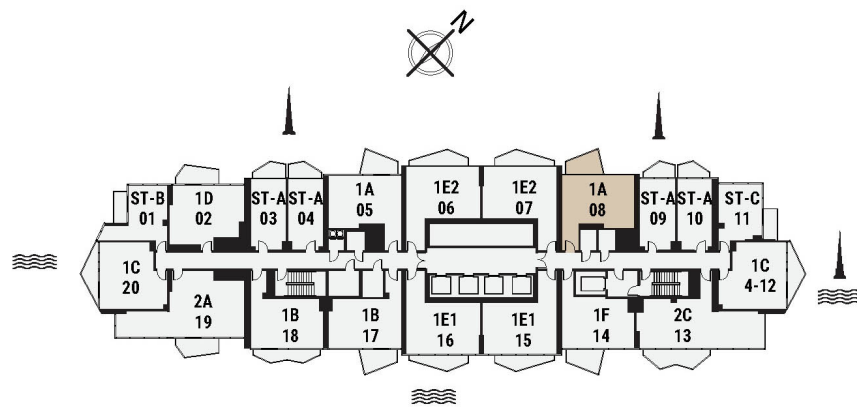 N
ST-B
01
1D
02
ST-A
03
ST-A
04
1A
05
1E2
06
1E2
07
1A
08
ST-A
09
ST-A
10
ST-C
11
1C
20
2A
19
1B
18
1B
17
1E1
16
1E1
15
1F
14
2C
13
1C
4-12